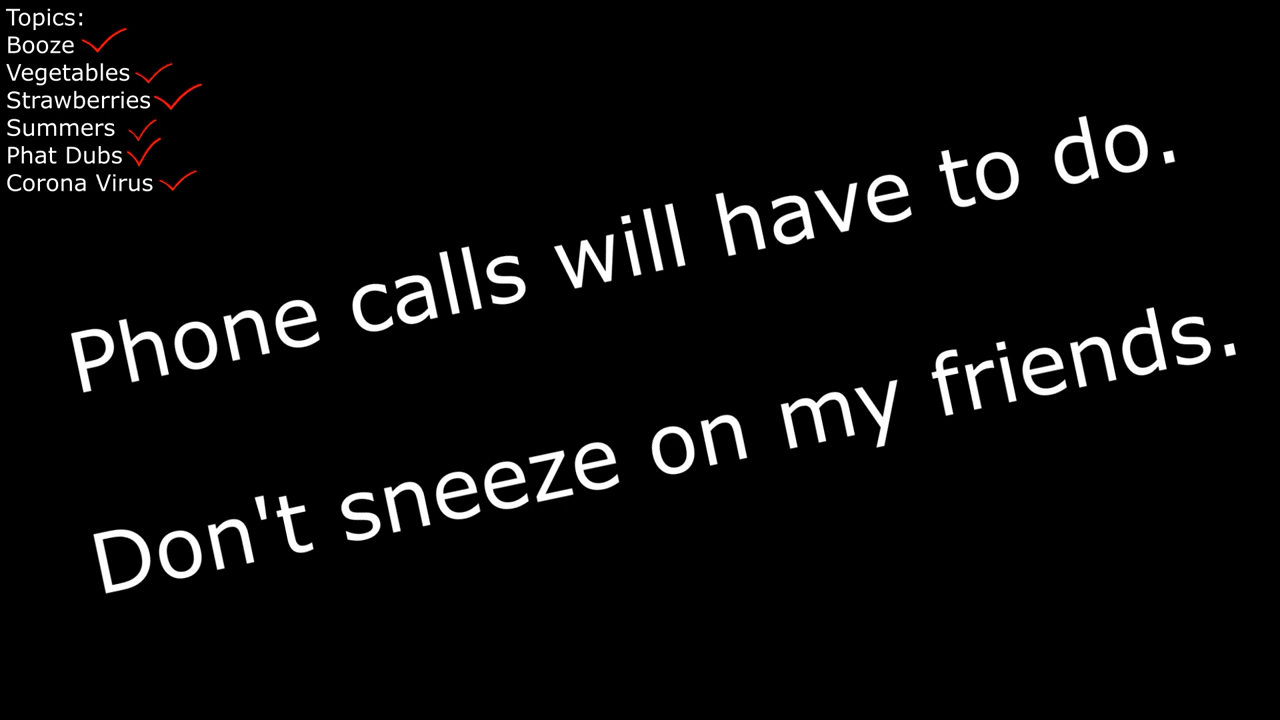 Topics:
Booze
Vegetables
Strawberries
Summers
Phat Dubs
Corona Virus
Phone calls will have to do.
Don't sneeze on my friends.